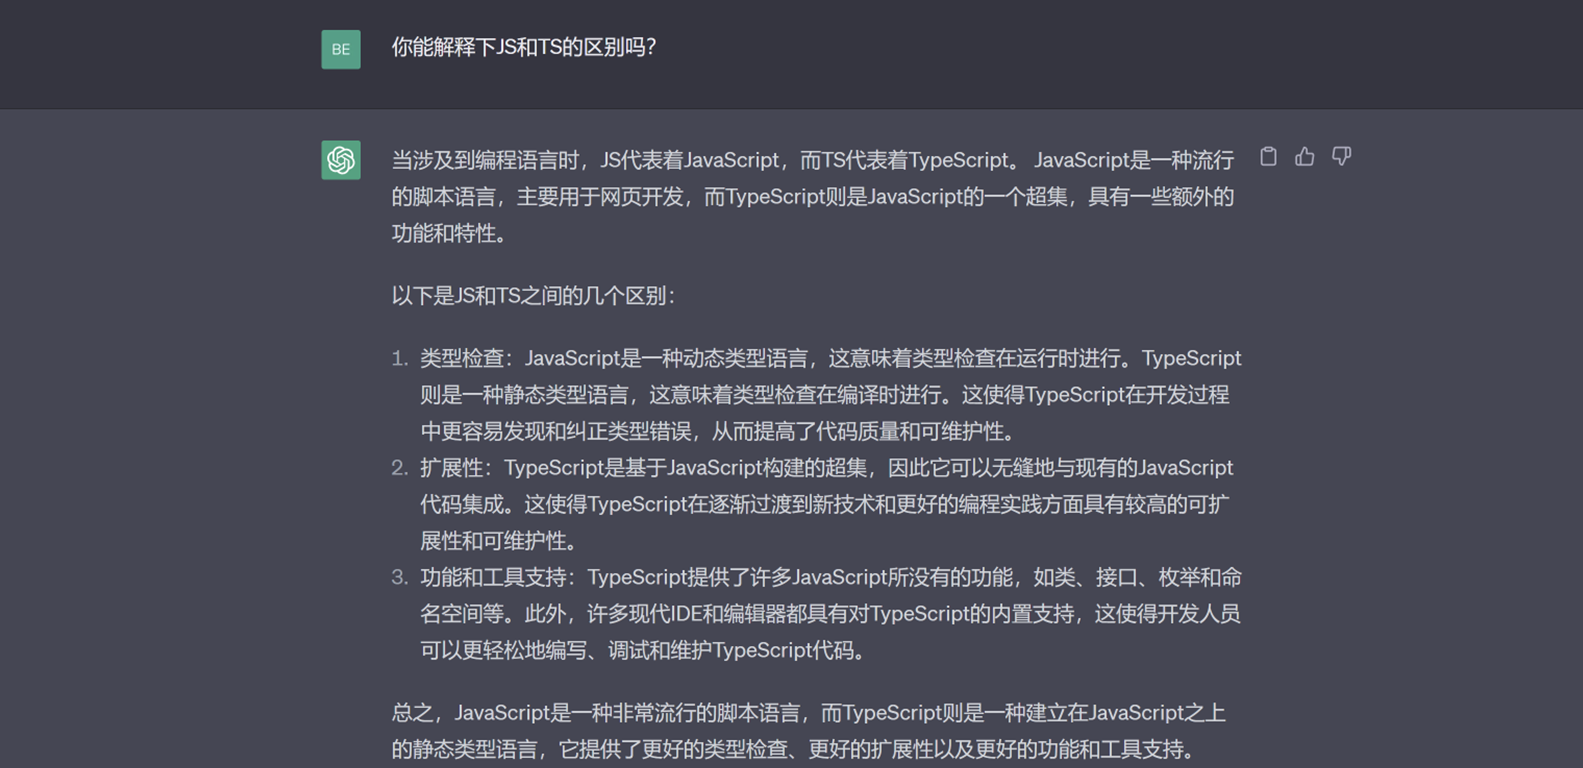 BE
你能解释下JS和TS的区别吗？
当涉及到编程语言时，JS代表着JavaScript，而TS代表着TypeScript。 JavaScript是一种流行
的脚本语言，主要用于网页开发，而TypeScript则是JavaScript的一个超集，具有一些额外的
功能和特性。
以下是JS和TS之间的几个区别：
1. 类型检查：JavaScript是一种动态类型语言，这意味着类型检查在运行时进行。TypeScript
则是一种静态类型语言，这意味着类型检查在编译时进行。这使得TypeScript在开发过程
中更容易发现和纠正类型错误，从而提高了代码质量和可维护性。
2. 扩展性：TypeScript是基于JavaScript构建的超集，因此它可以无缝地与现有的JavaScript
代码集成。这使得TypeScript在逐渐过渡到新技术和更好的编程实践方面具有较高的可扩
展性和可维护性。
3. 功能和工具支持：TypeScript提供了许多JavaScript所没有的功能，如类、接口、枚举和命
名空间等。此外，许多现代IDE和编辑器都具有对TypeScript的内置支持，这使得开发人员
可以更轻松地编写、调试和维护TypeScript代码。
总之，JavaScript是一种非常流行的脚本语言，而TypeScript则是一种建立在JavaScript之上
的静态类型语言，它提供了更好的类型检查、更好的扩展性以及更好的功能和工具支持。